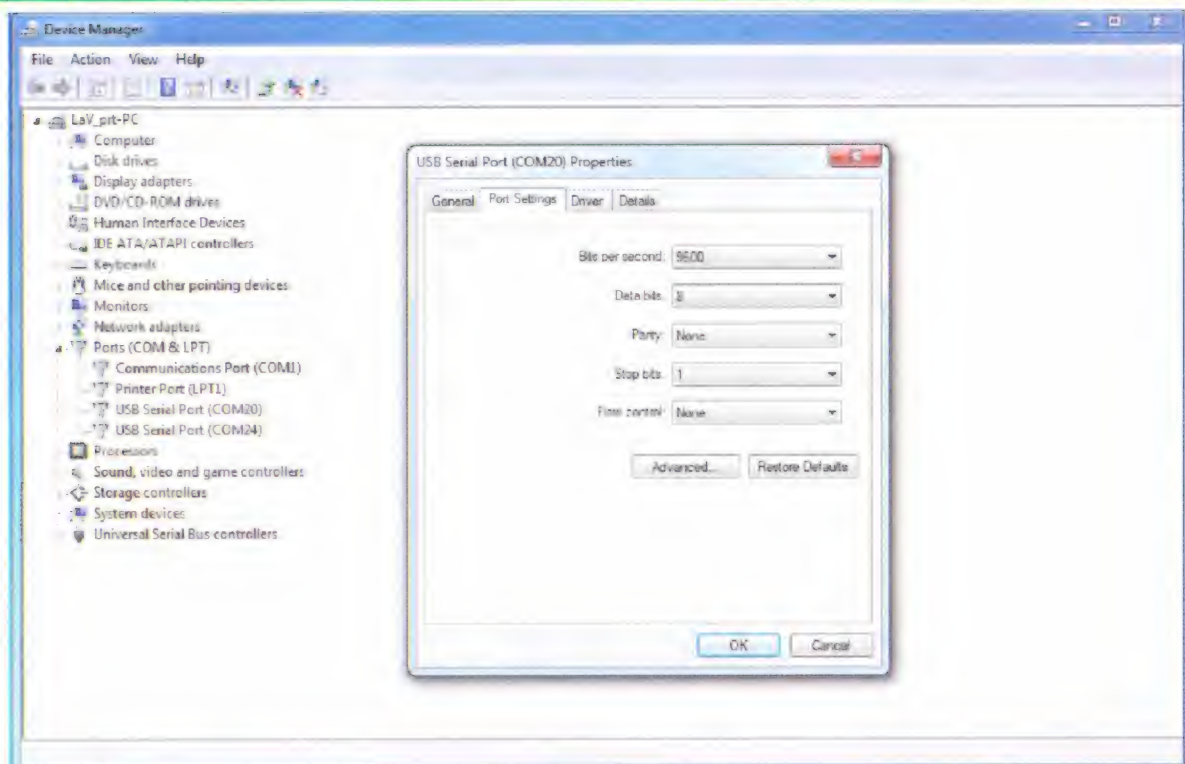 Device Manager
File Action View Help
LaV_prt-PC
Computer
Disk drives
Display adapters
DVD/CD-ROM drives
Human Interface Devices
IDE ATA/ATAPI controllers
Keyboards
Mice and other pointing devices
Monitors
Network adapters
Ports (COM & LPT)
Communications Port (COM1)
Printer Port (LPT1)
USB Serial Port (COM20)
USB Serial Port (COM24)
Processors
Sound, video and game controllers
Storage controllers
System devices
Universal Serial Bus controllers
USB Serial Port (COM20) Properties
General Port Settings Driver Details
Bits per second: 9600
Data bits: 8
Parity: None
Stop bits: 1
Flow control: None
Advanced... Restore Defaults
OK Cancel